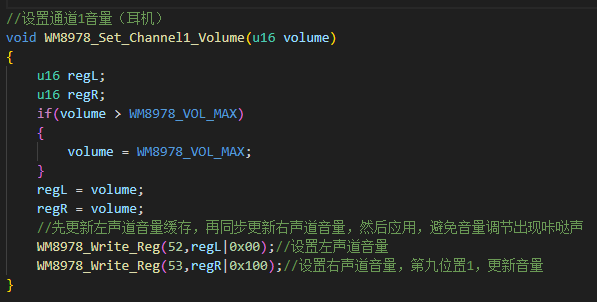 //设置通道1音量（耳机）
void WM8978_Set_Channel1_Volume(u16 volume)
{
    u16 regL;
    u16 regR;
    if(volume > WM8978_VOL_MAX)
    {
        volume = WM8978_VOL_MAX;
    }
    regL = volume;
    regR = volume;
    //先更新左声道音量缓存，再同步更新右声道音量，然后应用，避免音量调节出现咔哒声
    WM8978_Write_Reg(52,regL|0x00);//设置左声道音量
    WM8978_Write_Reg(53,regR|0x100);//设置右声道音量，第九位置1，更新音量
}